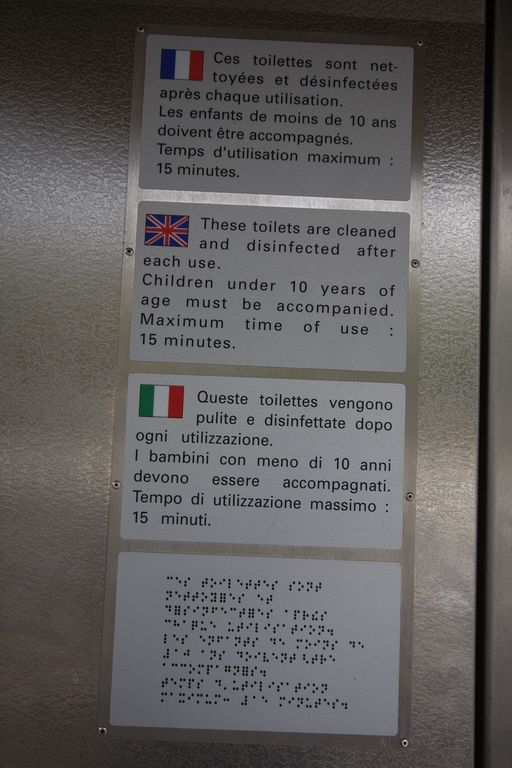 Ces toilettes sont net-
toyées et désinfectées
après chaque utilisation.
Les enfants de moins de 10 ans
doivent être accompagnés.
Temps d'utilisation maximum :
15 minutes.
These toilets are cleaned
and disinfected after
each use.
Children under 10 years of
age must be accompanied.
Maximum time of use :
15 minutes.
Queste toilettes vengono
pulite e disinfettate dopo
ogni utilizzazione.
I bambini con meno di 10 anni
devono essere accompagnati.
Tempo di utilizzazione massimo :
15 minuti.